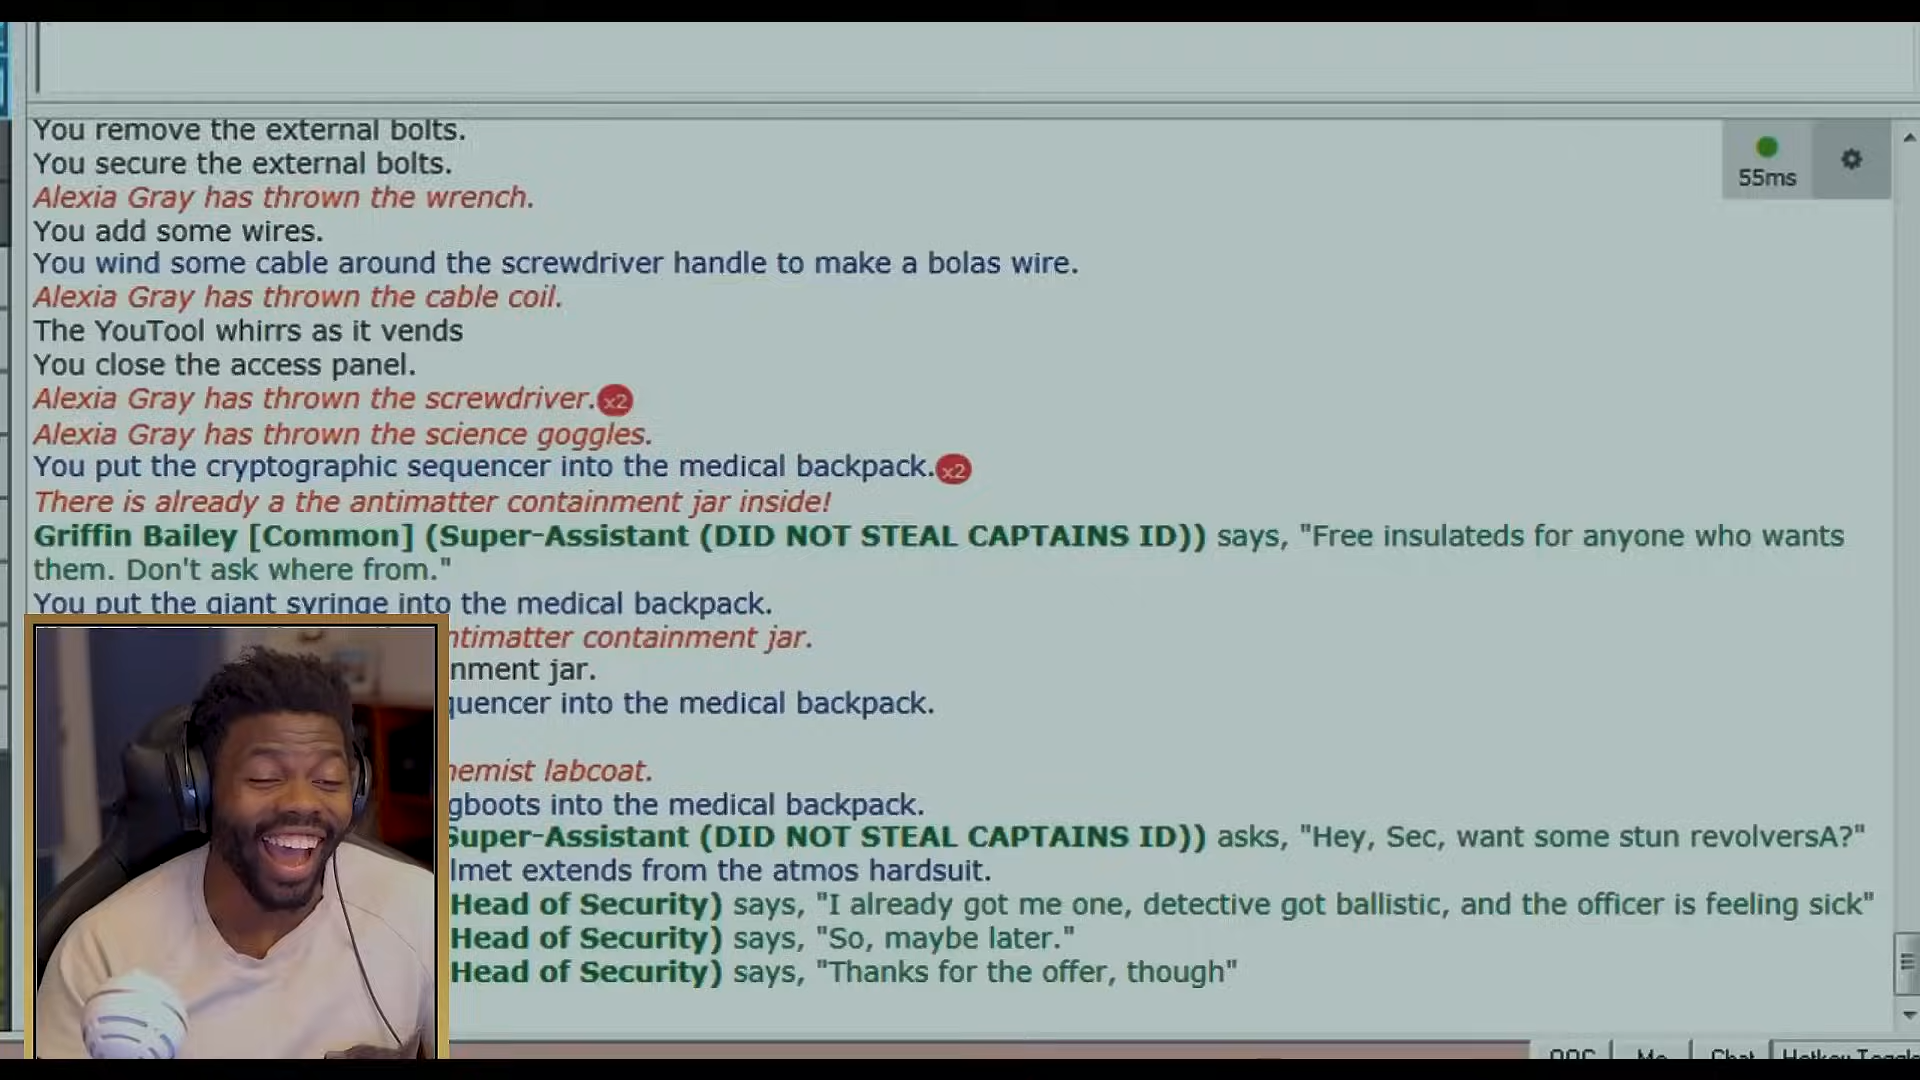 You remove the external bolts.
You secure the external bolts.
55ms
Alexia Gray has thrown the wrench.
You add some wires.
You wind some cable around the screwdriver handle to make a bolas wire.
Alexia Gray has thrown the cable coil.
The YouTool whirrs as it vends
You close the access panel.
Alexia Gray has thrown the screwdriver. x2
Alexia Gray has thrown the science goggles.
You put the cryptographic sequencer into the medical backpack. x2
There is already a the antimatter containment jar inside!
Griffin Bailey [Common] (Super-Assistant (DID NOT STEAL CAPTAINS ID)) says, "Free insulateds for anyone who wants
them. Don't ask where from."
You put the giant syringe into the medical backpack.
ntimatter containment jar.
nment jar.
quencer into the medical backpack.
hemist labcoat.
gboots into the medical backpack.
Super-Assistant (DID NOT STEAL CAPTAINS ID)) asks, "Hey, Sec, want some stun revolversA?"
lmet extends from the atmos hardsuit.
Head of Security) says, "I already got me one, detective got ballistic, and the officer is feeling sick"
Head of Security) says, "So, maybe later."
Head of Security) says, "Thanks for the offer, though"
OOC Me Chat Hotkey Toggle